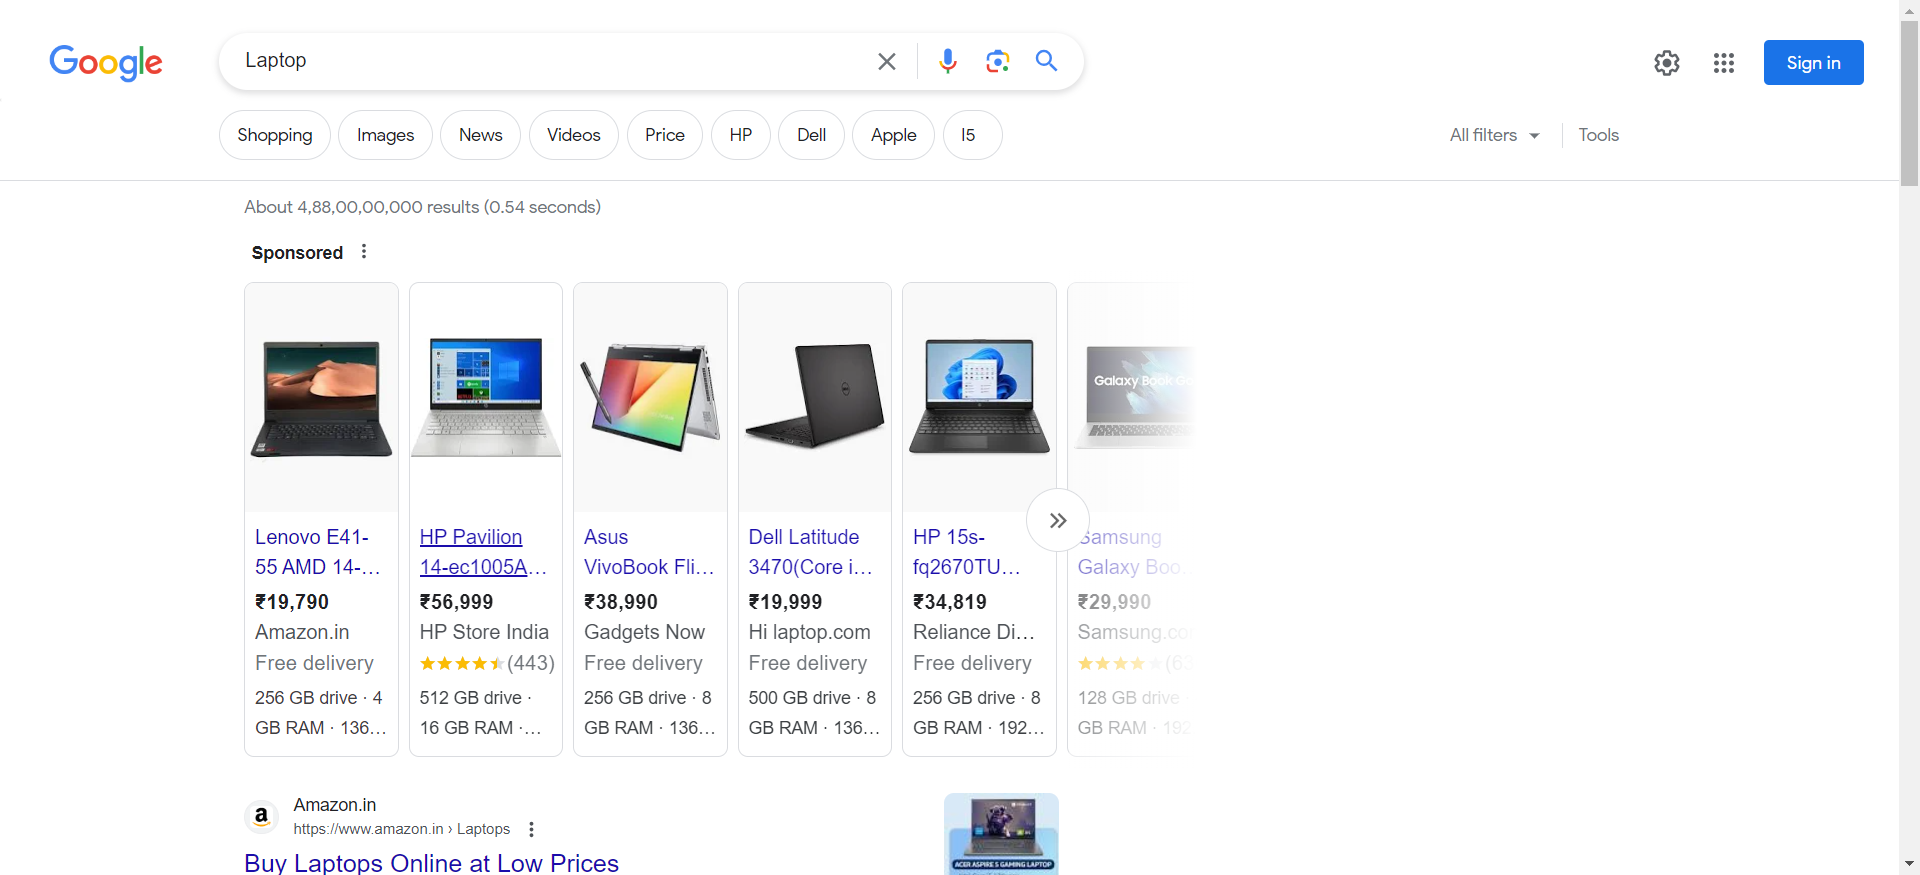 Google
Laptop
Sign in
Shopping
Images
News
Videos
Price
HP
Dell
Apple
I5
All filters
Tools
About 4,88,00,00,000 results (0.54 seconds)
Sponsored
Galaxy Book Go
Lenovo E41-
55 AMD 14-...
₹19,790
Amazon.in
Free delivery
256 GB drive · 4
GB RAM · 136...
HP Pavilion
14-ec1005A...
₹56,999
HP Store India
(443)
512 GB drive ·
16 GB RAM ·...
Asus
VivoBook Fli...
₹38,990
Gadgets Now
Free delivery
256 GB drive · 8
GB RAM · 136...
Dell Latitude
3470(Core i...
₹19,999
Hi laptop.com
Free delivery
500 GB drive · 8
GB RAM · 136...
HP 15s-
fq2670TU...
₹34,819
Reliance Di...
Free delivery
256 GB drive · 8
GB RAM · 192...
Samsung
Galaxy Boo...
₹29,990
Samsung.co
(63
128 GB drive ·
GB RAM · 192
a
Amazon.in
https://www.amazon.in › Laptops
Buy Laptops Online at Low Prices
ACER ASPIRE 5 GAMING LAPTOP